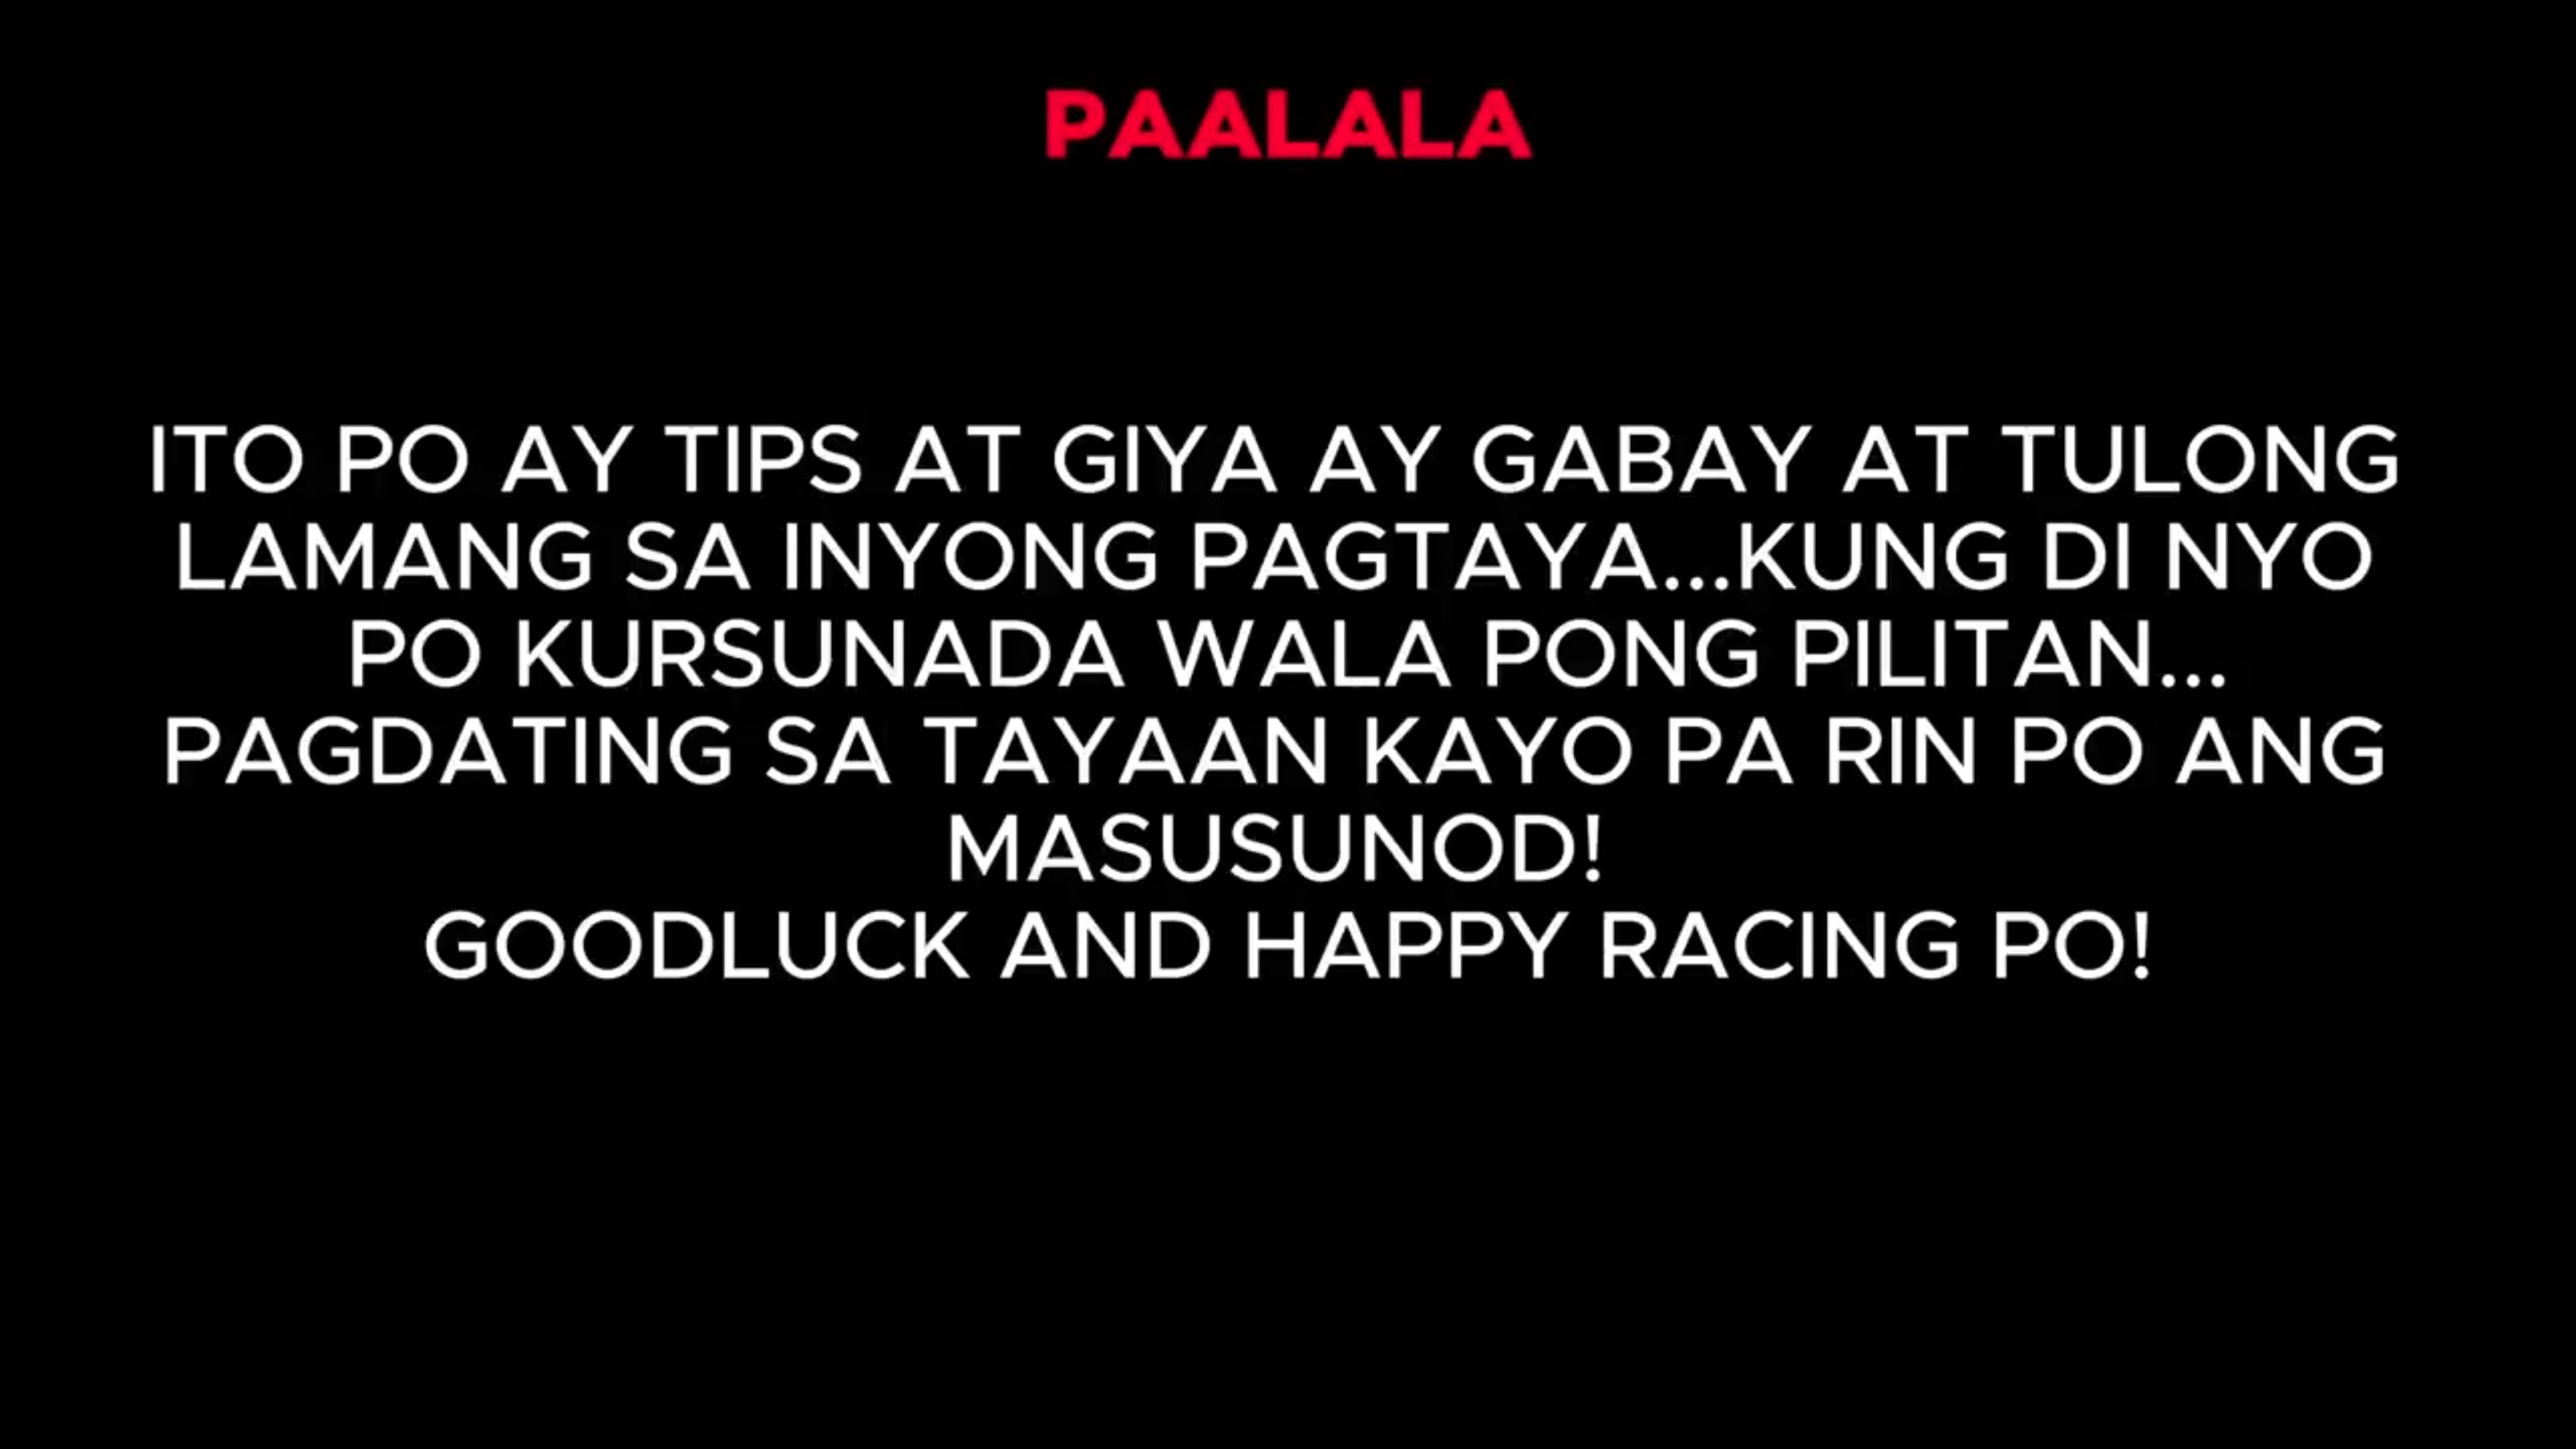 PAALALA
ITO PO AY TIPS AT GIYA AY GABAY AT TULONG
LAMANG SA INYONG PAGTAYA...KUNG DI NYO
PO KURSUNADA WALA PONG PILITAN...
PAGDATING SA TAYAAN KAYO PA RIN PO ANG
MASUSUNOD!
GOODLUCK AND HAPPY RACING PO!